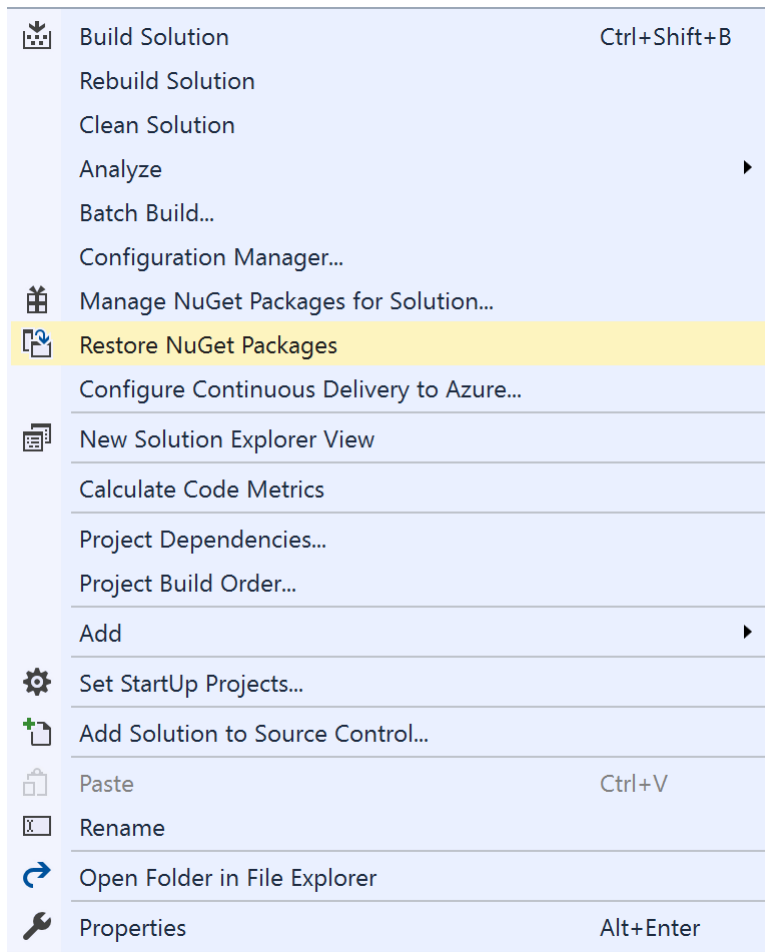 Build Solution Ctrl+Shift+B
Rebuild Solution
Clean Solution
Analyze
Batch Build...
Configuration Manager...
Manage NuGet Packages for Solution...
Restore NuGet Packages
Configure Continuous Delivery to Azure...
New Solution Explorer View
Calculate Code Metrics
Project Dependencies...
Project Build Order...
Add
Set StartUp Projects...
Add Solution to Source Control...
Paste Ctrl+V
Rename
Open Folder in File Explorer
Properties Alt+Enter